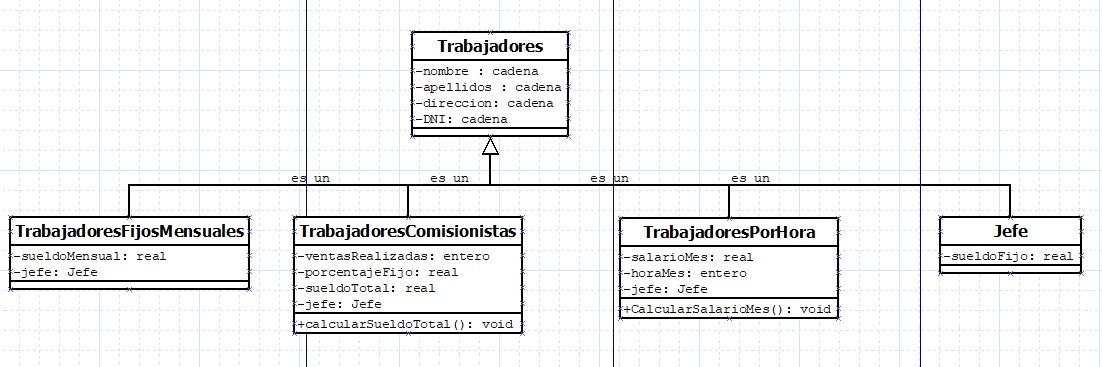 Trabajadores
-nombre : cadena
-apellidos : cadena
-direccion: cadena
-DNI: cadena
es un
es un
es un
es un
TrabajadoresFijosMensuales
-sueldoMensual: real
-jefe: Jefe
TrabajadoresComisionistas
-ventasRealizadas: entero
-porcentajeFijo: real
-sueldoTotal: real
-jefe: Jefe
+calcularSueldoTotal(): void
TrabajadoresPorHora
-salarioMes: real
-horaMes: entero
-jefe: Jefe
+CalcularSalarioMes(): void
Jefe
-sueldoFijo: real